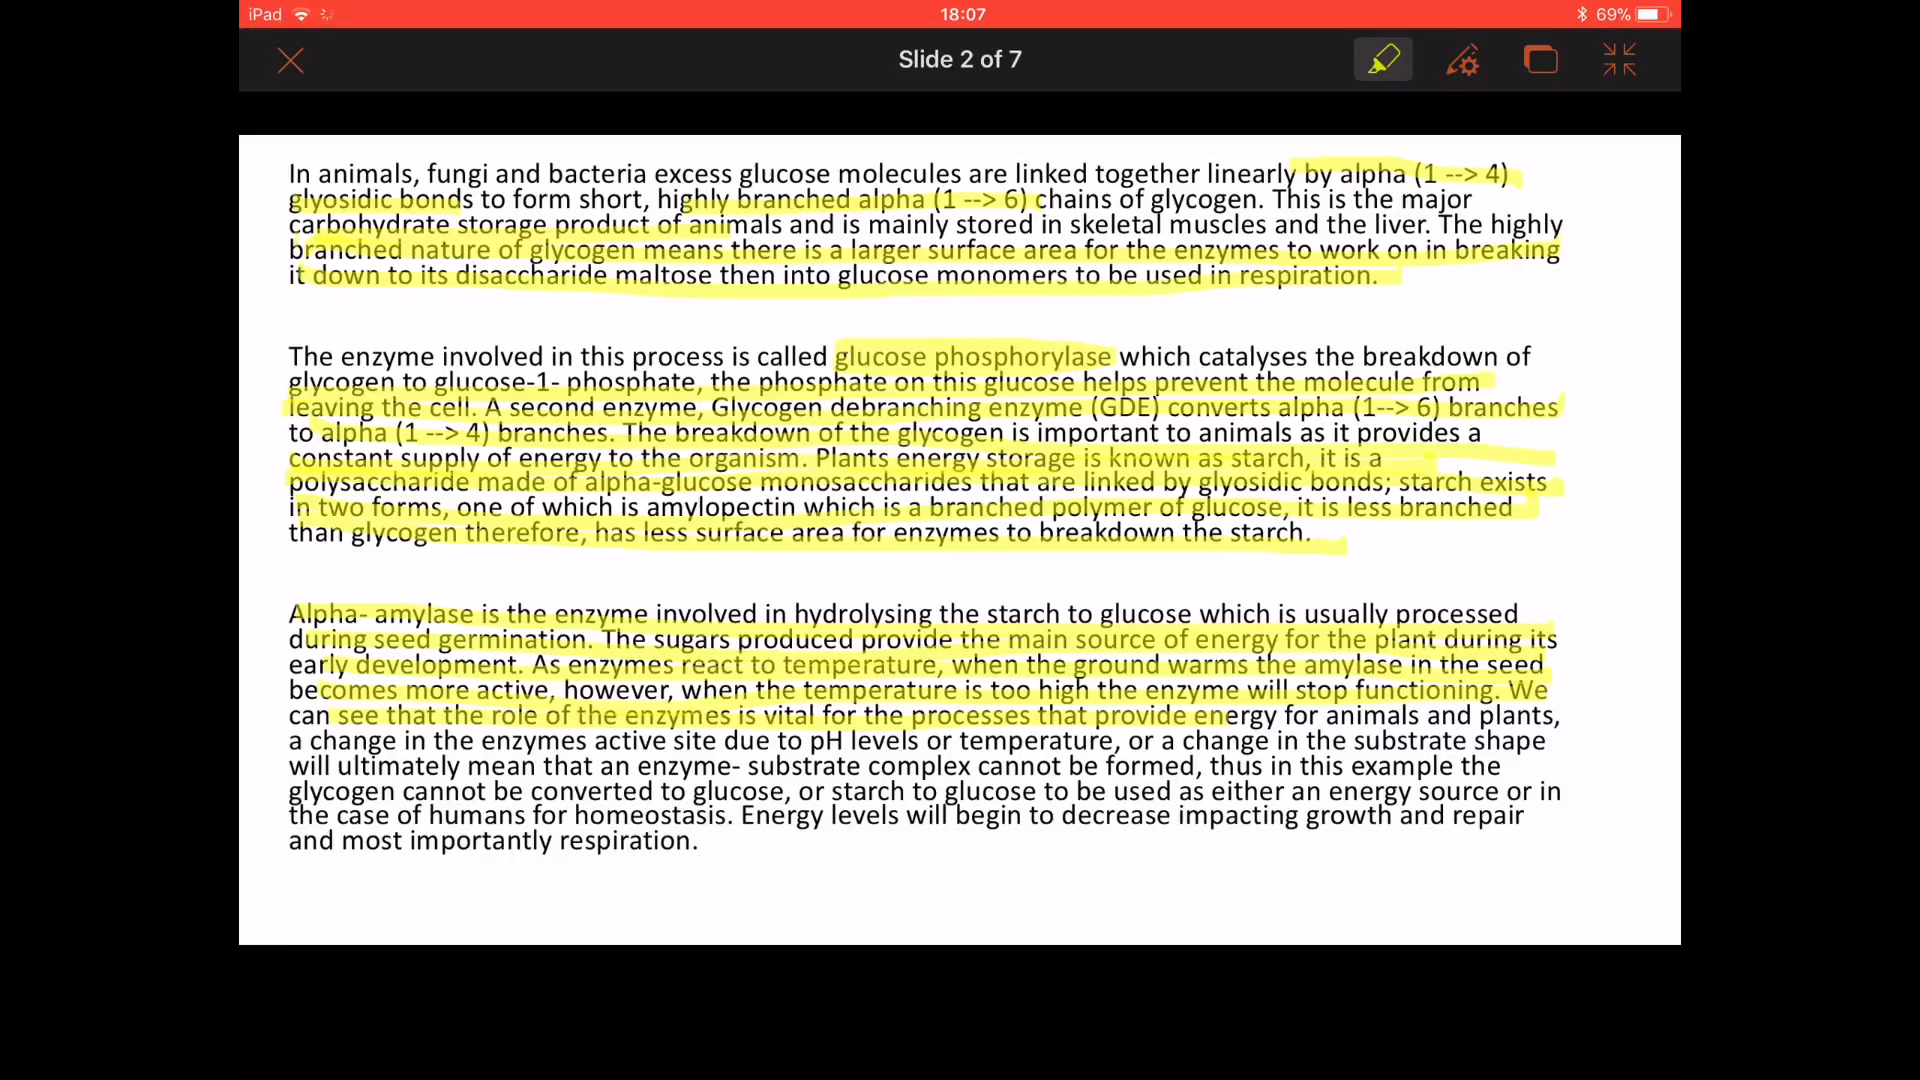 iPad 18:07 69%
Slide 2 of 7
In animals, fungi and bacteria excess glucose molecules are linked together linearly by alpha (1 --> 4)
glyosidic bonds to form short, highly branched alpha (1 --> 6) chains of glycogen. This is the major
carbohydrate storage product of animals and is mainly stored in skeletal muscles and the liver. The highly
branched nature of glycogen means there is a larger surface area for the enzymes to work on in breaking
it down to its disaccharide maltose then into glucose monomers to be used in respiration.
The enzyme involved in this process is called glucose phosphorylase which catalyses the breakdown of
glycogen to glucose-1- phosphate, the phosphate on this glucose helps prevent the molecule from
leaving the cell. A second enzyme, Glycogen debranching enzyme (GDE) converts alpha (1--> 6) branches
to alpha (1 --> 4) branches. The breakdown of the glycogen is important to animals as it provides a
constant supply of energy to the organism. Plants energy storage is known as starch, it is a
polysaccharide made of alpha-glucose monosaccharides that are linked by glyosidic bonds; starch exists
in two forms, one of which is amylopectin which is a branched polymer of glucose, it is less branched
than glycogen therefore, has less surface area for enzymes to breakdown the starch.
Alpha- amylase is the enzyme involved in hydrolysing the starch to glucose which is usually processed
during seed germination. The sugars produced provide the main source of energy for the plant during its
early development. As enzymes react to temperature, when the ground warms the amylase in the seed
becomes more active, however, when the temperature is too high the enzyme will stop functioning. We
can see that the role of the enzymes is vital for the processes that provide energy for animals and plants,
a change in the enzymes active site due to pH levels or temperature, or a change in the substrate shape
will ultimately mean that an enzyme- substrate complex cannot be formed, thus in this example the
glycogen cannot be converted to glucose, or starch to glucose to be used as either an energy source or in
the case of humans for homeostasis. Energy levels will begin to decrease impacting growth and repair
and most importantly respiration.